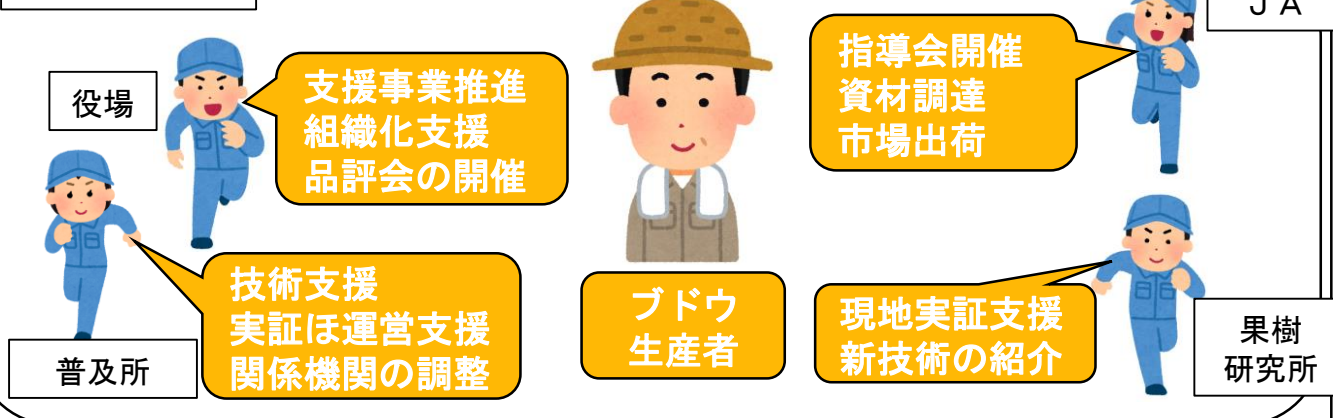 ＪＡ
役場
支援事業推進
組織化支援
品評会の開催
指導会開催
資材調達
市場出荷
普及所
技術支援
実証ほ運営支援
関係機関の調整
ブドウ
生産者
現地実証支援
新技術の紹介
果樹
研究所